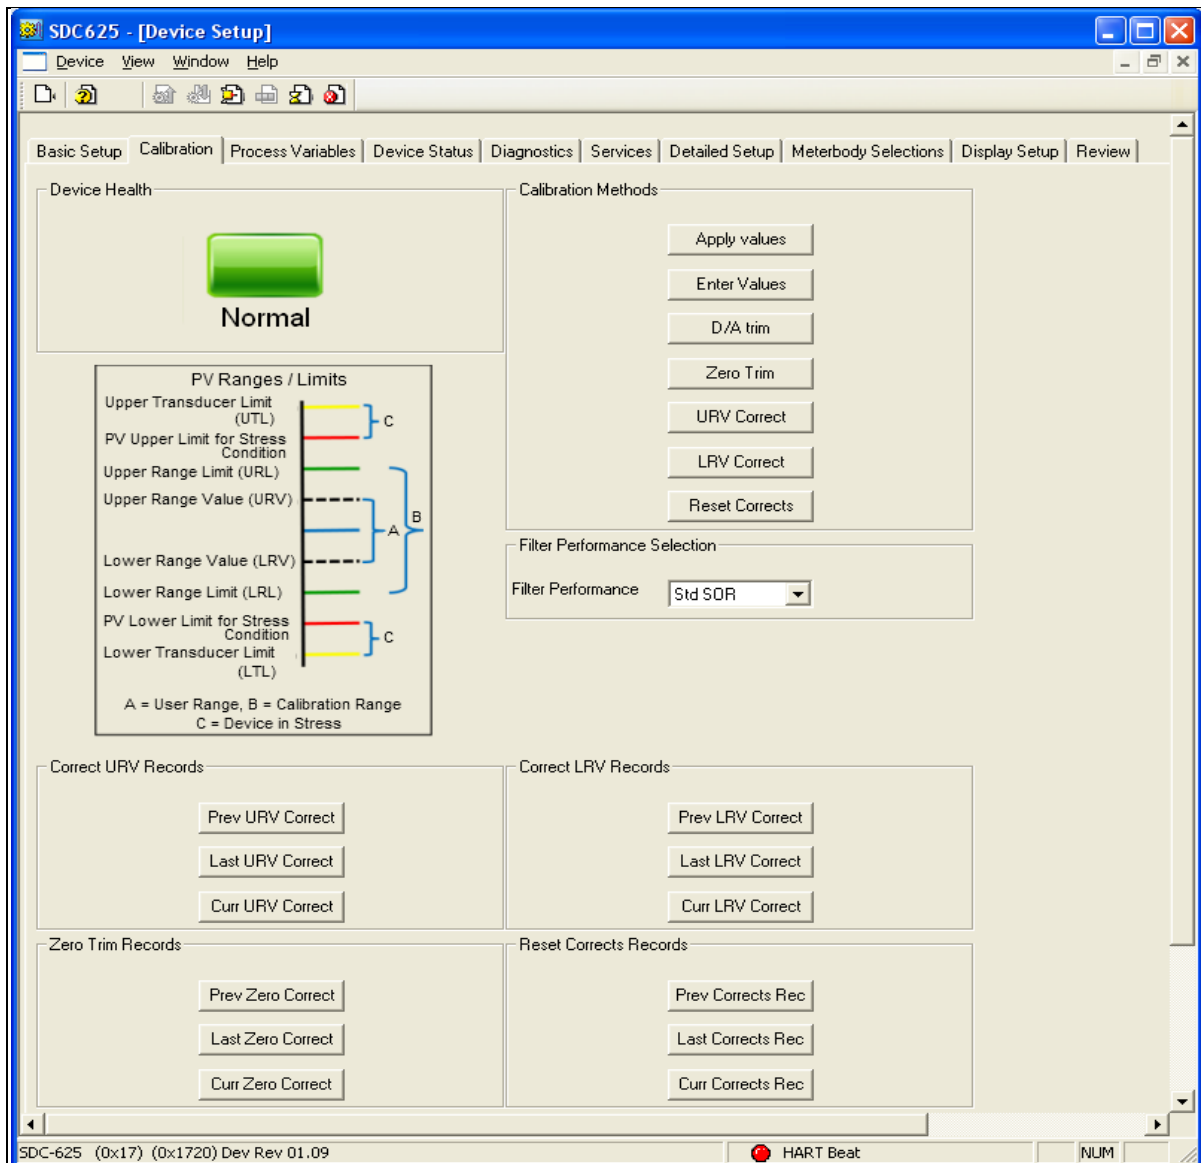 SDC625 - [Device Setup]
Device View Window Help
Basic Setup Calibration Process Variables Device Status Diagnostics Services Detailed Setup Meterbody Selections Display Setup Review
Device Health
Normal
PV Ranges / Limits
Upper Transducer Limit
(UTL)
C
PV Upper Limit for Stress
Condition
Upper Range Limit (URL)
Upper Range Value (URV)
A
B
Lower Range Value (LRV)
Lower Range Limit (LRL)
PV Lower Limit for Stress
Condition
C
Lower Transducer Limit
(LTL)
A = User Range, B = Calibration Range
C = Device in Stress
Calibration Methods
Apply values
Enter Values
D/A trim
Zero Trim
URV Correct
LRV Correct
Reset Corrects
Filter Performance Selection
Filter Performance Std SOR
Correct URV Records
Prev URV Correct
Last URV Correct
Curr URV Correct
Correct LRV Records
Prev LRV Correct
Last LRV Correct
Curr LRV Correct
Zero Trim Records
Prev Zero Correct
Last Zero Correct
Curr Zero Correct
Reset Corrects Records
Prev Corrects Rec
Last Corrects Rec
Curr Corrects Rec
SDC-625 (0x17) (0x1720) Dev Rev 01.09 HART Beat NUM